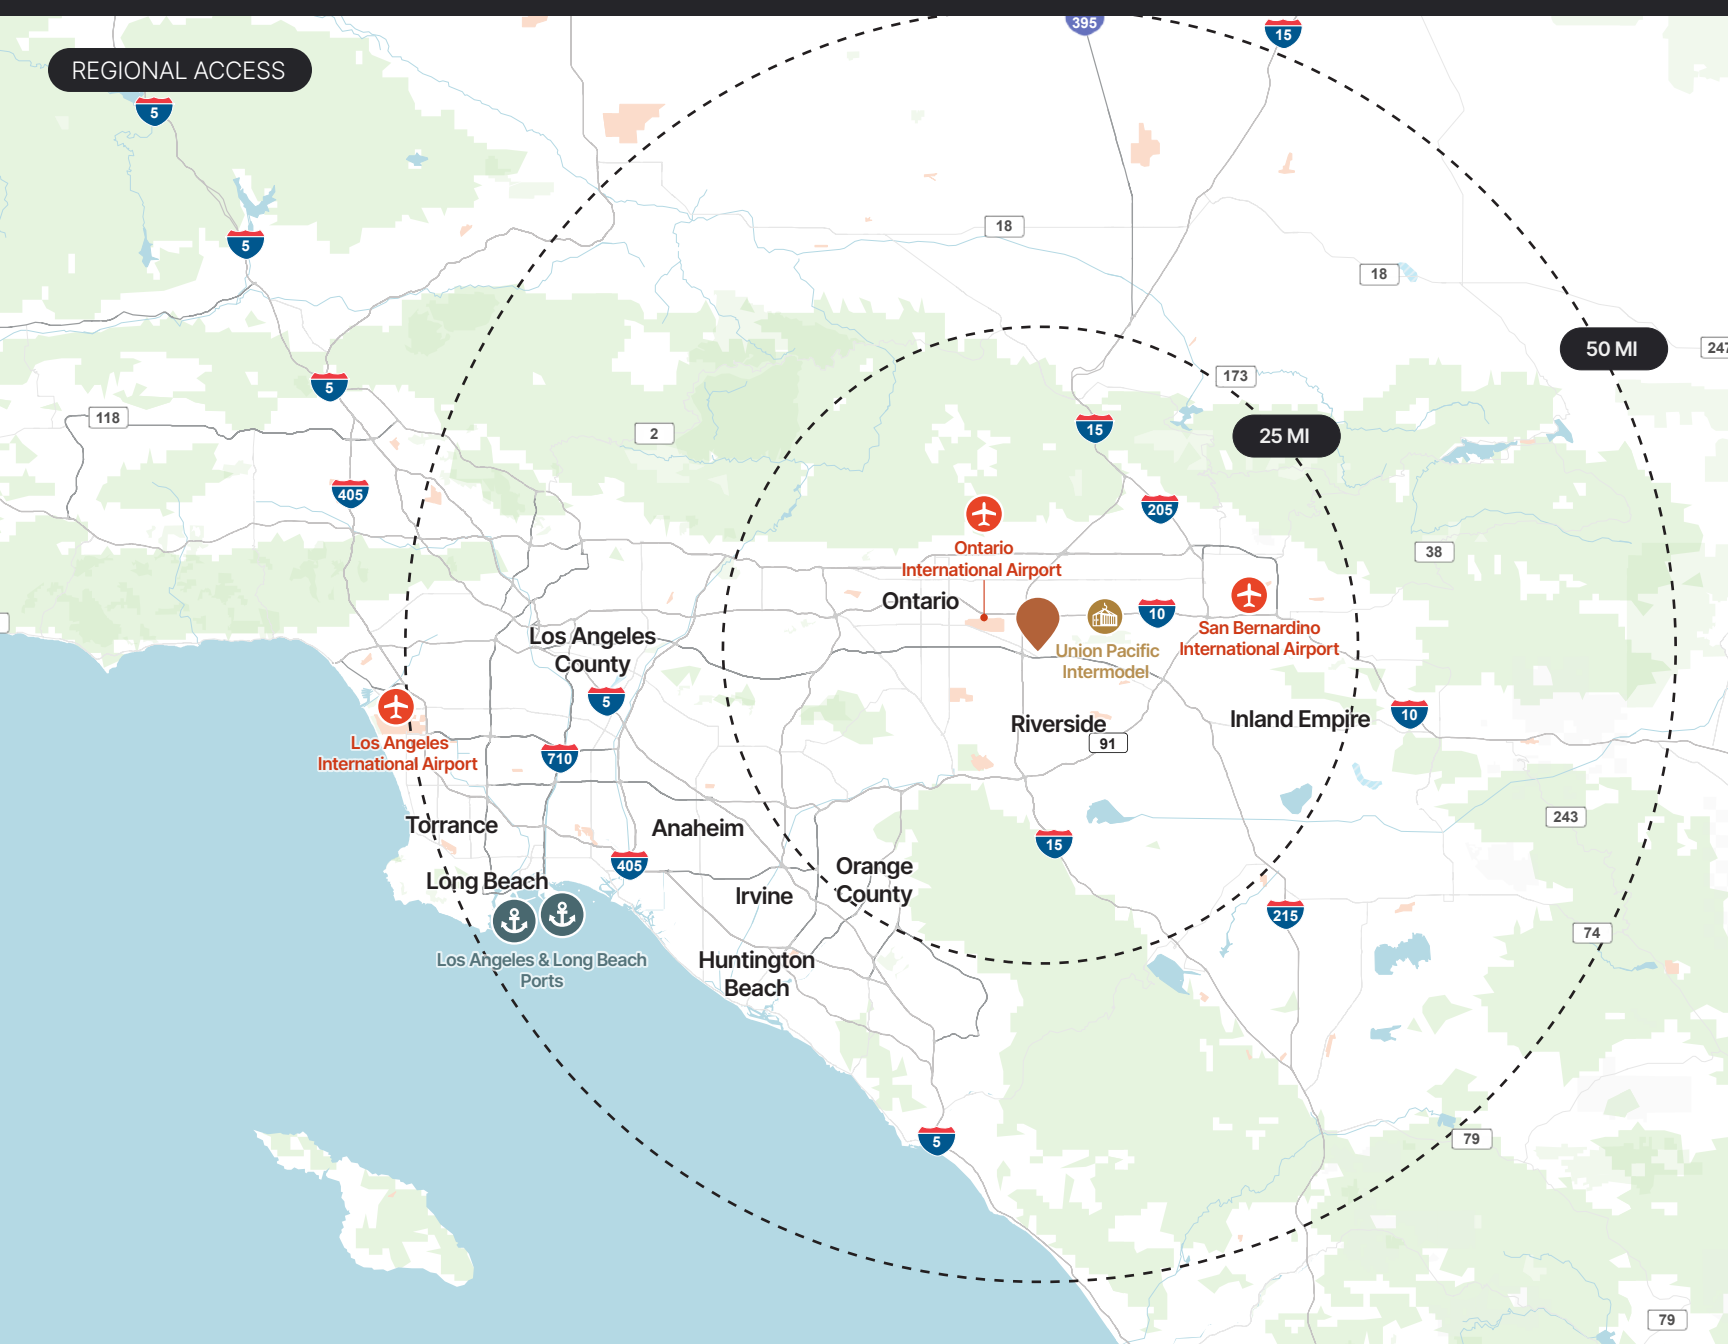 395
15
REGIONAL ACCESS
5
18
5
18
50 MI
247
173
5
118
2
15
25 MI
405
205
Ontario
International Airport
38
Ontario
10
San Bernardino
International Airport
Los Angeles
County
Union Pacific
Intermodel
5
10
Riverside
Inland Empire
91
Los Angeles
International Airport
710
Torrance
Anaheim
243
15
405
Orange
County
Long Beach
Irvine
215
74
Los Angeles & Long Beach
Ports
Huntington
Beach
5
79
79